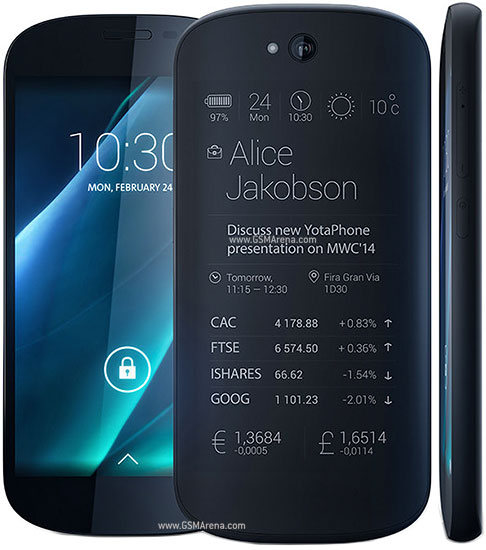 10:30
MON, FEBRUARY 24
97%
24
Mon
10:30
10°C
Alice
Jakobson
Discuss new YotaPhone
www.GSMArena.com
presentation on MWC'14
Tomorrow,
11:15 — 12:30
Fira Gran Via
1D30
CAC 4 178.88 +0.83% ↑
FTSE 6 574.50 +0.36% ↑
ISHARES 66.62 -1.54% ↓
GOOG 1 101.23 -2.01% ↓
€ 1,3684
-0,0005
£ 1,6514
-0,0114
www.GSMArena.com